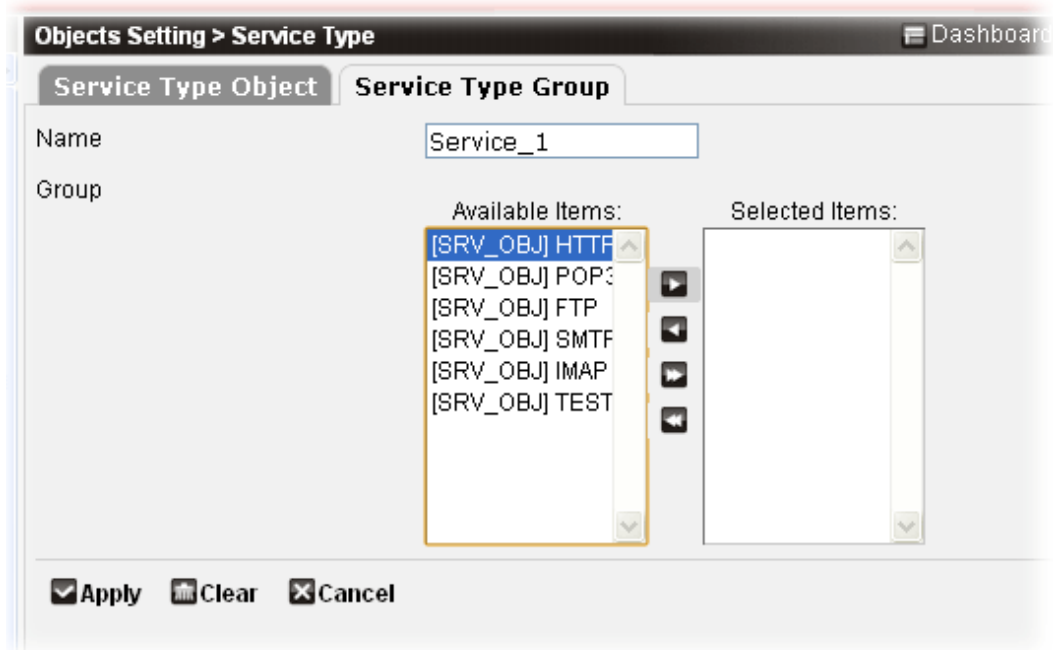 Objects Setting > Service Type
Dashboard
Service Type Object
Service Type Group
Name
Service_1
Group
Available Items:
Selected Items:
[SRV_OBJ] HTTP
[SRV_OBJ] POP3
[SRV_OBJ] FTP
[SRV_OBJ] SMTP
[SRV_OBJ] IMAP
[SRV_OBJ] TEST
Apply
Clear
Cancel